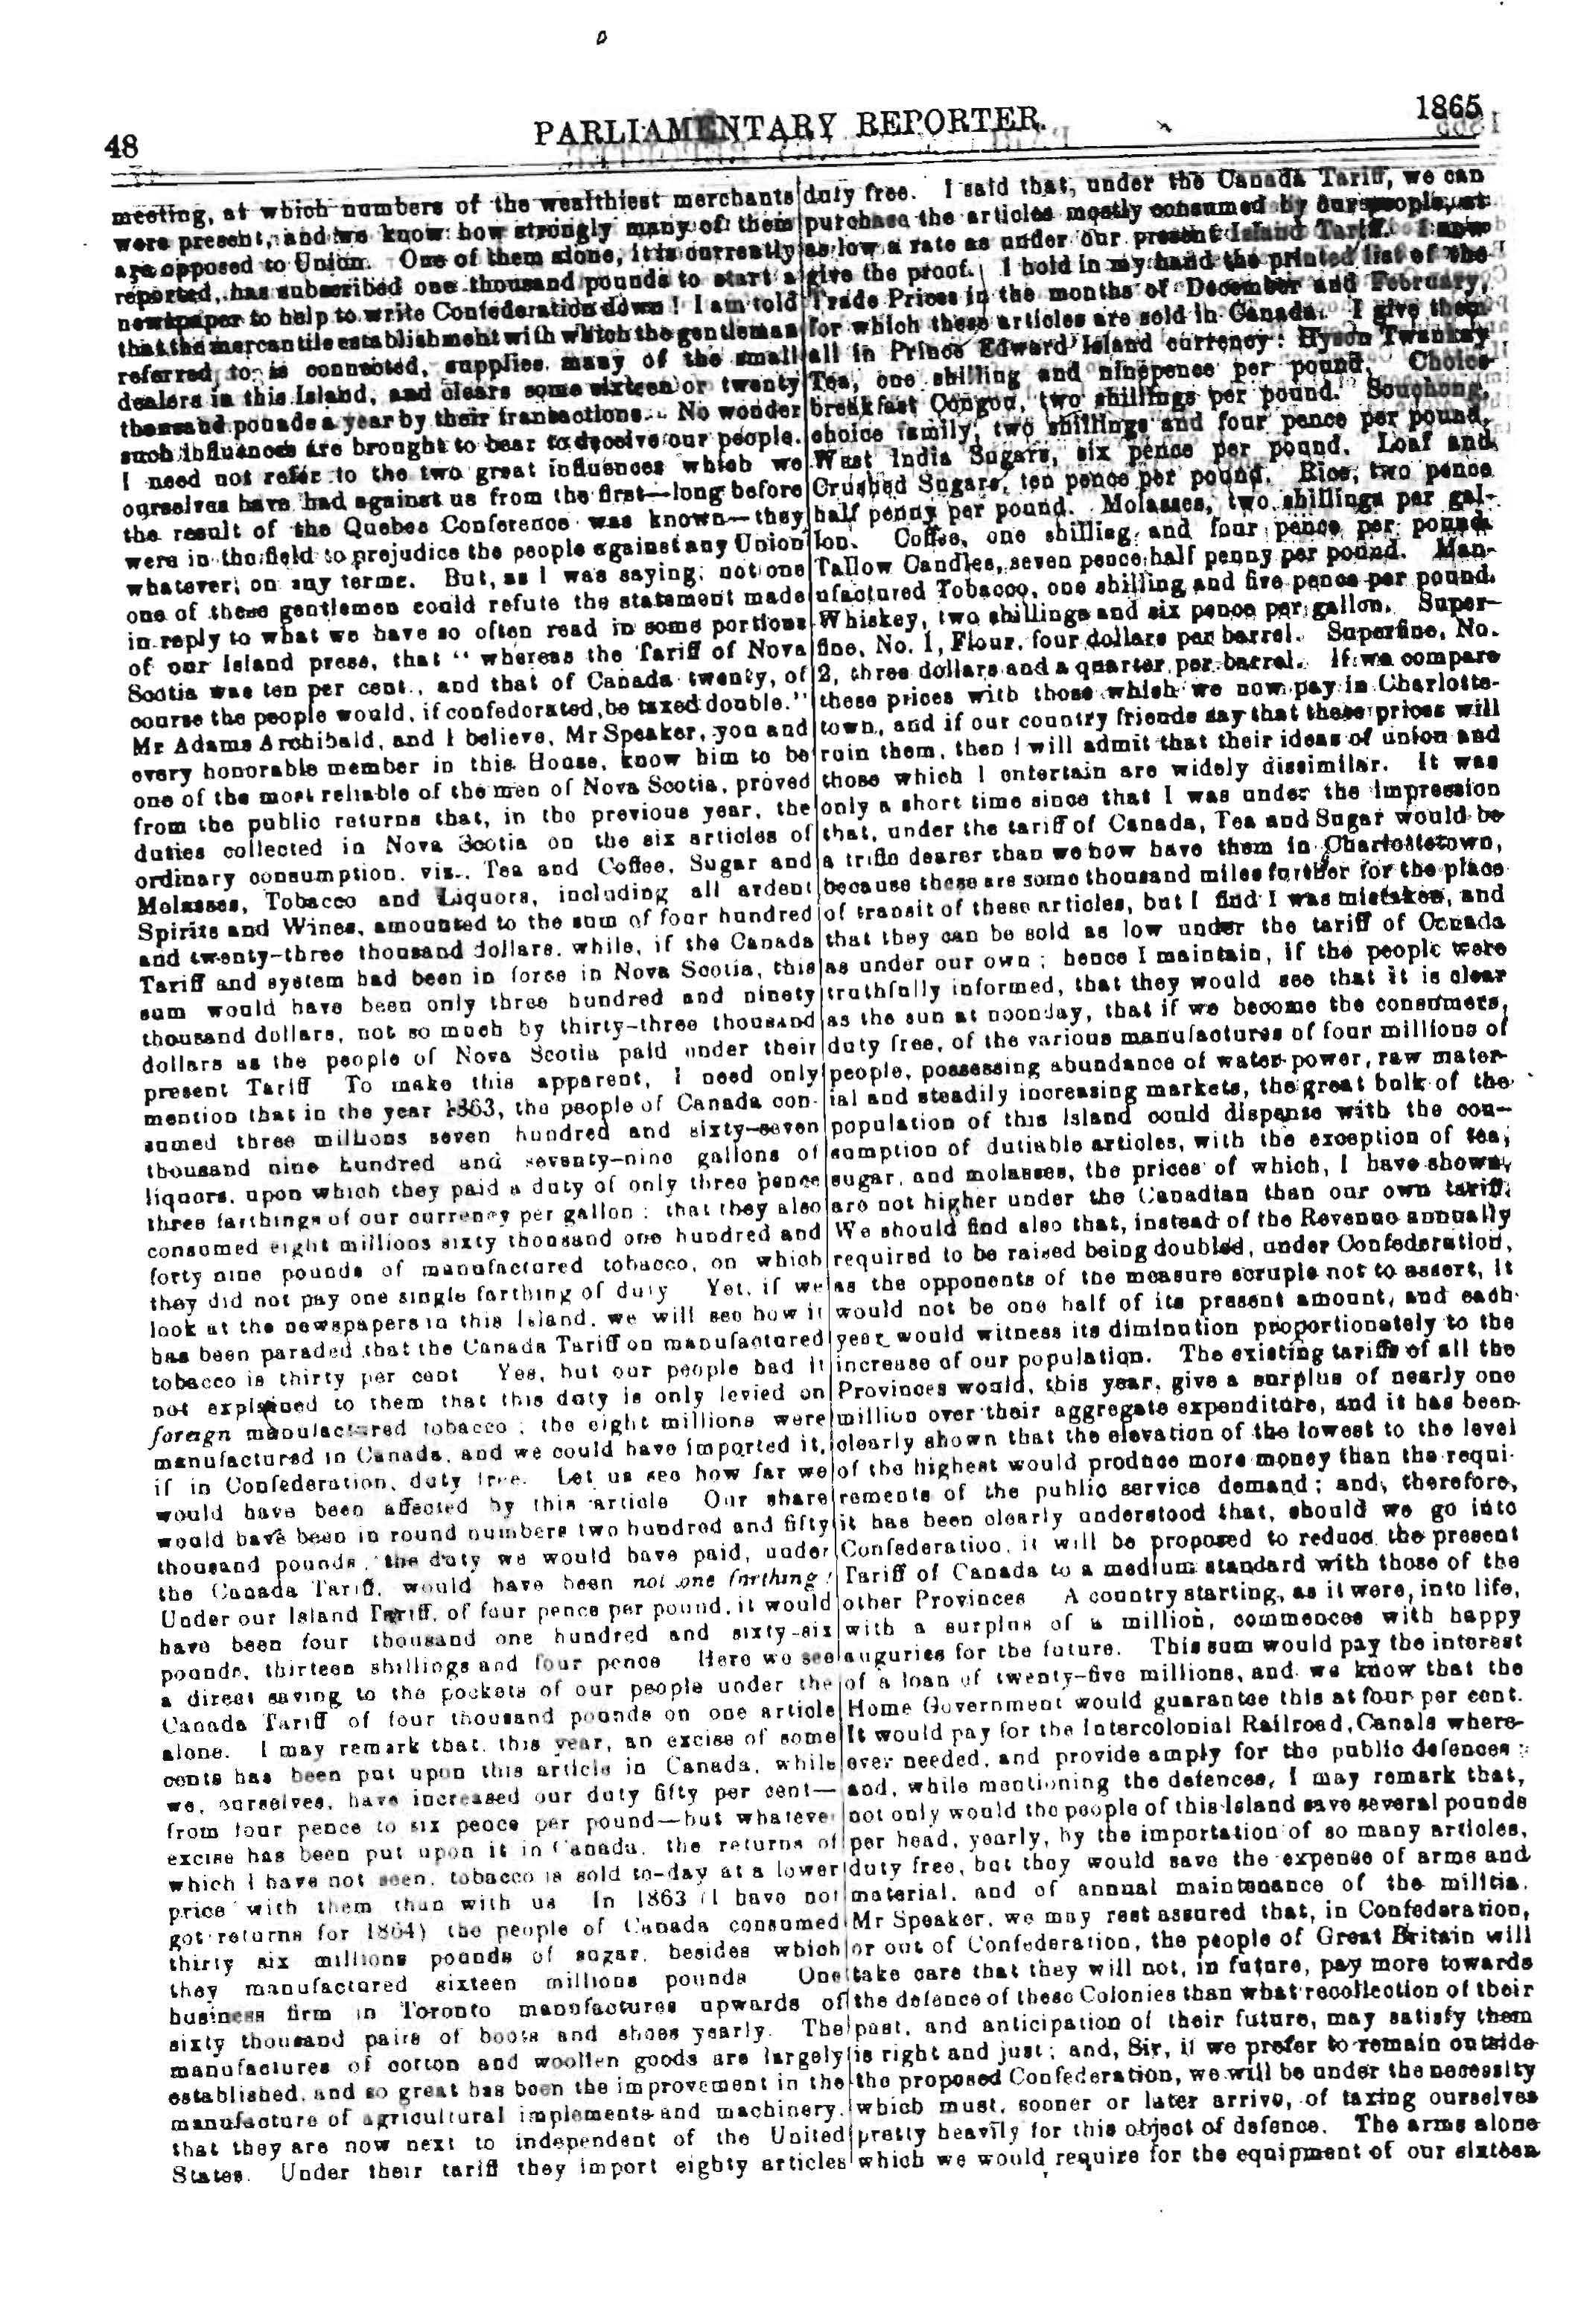 48
PARLIAMENTARY REPORTER.
1865
meeting, at which numbers of the wealthiest merchants
were present, and we know how strongly many of them
are opposed to Union. One of them alone, it is currently
reported, has subscribed one thousand pounds to start a
newspaper to help to write Confederation down! I am told
that the mercantile establishment with which the gentleman
referred to is connected, supplies many of the small
dealers in this Island, and clears some sixteen or twenty
thousand pounds a year by their transactions. No wonder
such influences are brought to bear to deceive our people.
I need not refer to the two great influences which we
ourselves have had against us from the first—long before
the result of the Quebec Conference was known—they
were in the field to prejudice the people against any Union
whatever, on any terms. But, as I was saying, not one
one of these gentlemen could refute the statement made
in reply to what we have so often read in some portions
of our Island press, that "whereas the Tariff of Nova
Scotia was ten per cent., and that of Canada twenty, of
course the people would, if confedorated, be taxed double."
Mr Adams Archibald, and I believe, Mr Speaker, you and
every honorable member in this House, know him to be
one of the most reliable of the men of Nova Scotia, proved
from the public returns that, in the previous year, the
duties collected in Nova Scotia on the six articles of
ordinary consumption. viz., Tea and Coffee, Sugar and
Molasses, Tobacco and Liquors, including all ardent
Spirits and Wines, amounted to the sum of four hundred
and twenty-three thousand dollars, while, if the Canada
Tariff and system had been in force in Nova Scotia, this
sum would have been only three hundred and ninety
thousand dollars, not so much by thirty-three thousand
dollars as the people of Nova Scotia paid under their
present Tariff To make this apparent, I need only
mention that in the year 1863, the people of Canada con-
sumed three millions seven hundred and sixty-seven
thousand nine hundred and seventy-nine gallons of
liquors, upon which they paid a duty of only three pence
three farthings of our currency per gallon: that they also
consumed eight millions sixty thousand one hundred and
forty nine pounds of manufactured tobacco, on which
they did not pay one single farthing of duty Yet, if we
look at the newspapers in this Island, we will see how it
has been paraded that the Canada Tariff on manufactured
tobacco is thirty per cent Yes, but our people had it
not explained to them that this duty is only levied on
foreign manufactured tobacco; the eight millions were
manufactured in Canada, and we could have imported it,
if in Confederation, duty free. Let us see how far we
would have been affected by this article Our share
would have been in round numbers two hundred and fifty
thousand pounds, the duty we would have paid, under
the Canada Tariff, would have been not one farthing!
Under our Island Tariff, of four pence per pound, it would
have been four thousand one hundred and sixty-six
pounds, thirteen shillings and four pence Here we see
a direct saving to the pockets of our people under the
Canada Tariff of four thousand pounds on one article
alone. I may remark that, this year, an excise of some
cents has been put upon this article in Canada, while
we, ourselves, have increased our duty fifty per cent—
from four pence to six pence per pound—but whatever
excise has been put upon it in Canada, the returns of
which I have not seen, tobacco is sold to-day at a lower
price with them than with us In 1863 (I have not
got returns for 1864) the people of Canada consumed
thirty six millions pounds of sugar, besides which
they manufactured sixteen millions pounds One
business firm in Toronto manufactures upwards of
sixty thousand pairs of boots and shoes yearly. The
manufactures of cotton and woollen goods are largely
established, and so great has been the improvement in the
manufacture of agricultural implements and machinery,
that they are now next to independent of the United
States. Under their tariff they import eighty articles
duty free. I said that, under the Canada Tariff, we can
purchase the articles mostly consumed by our people, at
as low a rate as under our present Island Tariff. I now
give the proof. I hold in my hand the printed list of the
Trade Prices in the months of December and February,
for which these articles are sold in Canada. I give them
all in Prince Edward Island currency: Hyson Twankay
Tea, one shilling and ninepence per pound, Choice
breakfast Congou, two shillings per pound. Souchong,
choice family, two shillings and four pence per pound,
West India Sugars, six pence per pound. Loaf and
Crushed Sugars, ten pence per pound. Rice, two pence
half penny per pound. Molasses, two shillings per gal-
lon. Coffee, one shilling and four pence per pound
Tallow Candles, seven pence half penny per pound. Man-
ufactured Tobacco, one shilling and five pence per pound.
Whiskey, two shillings and six pence per gallon. Super-
fine, No. 1, Flour, four dollars per barrel. Superfine, No.
2, three dollars and a quarter per barrel. If we compare
these prices with those which we now pay in Charlotte-
town, and if our country friends say that these prices will
ruin them, then I will admit that their ideas of union and
those which I entertain are widely dissimilar. It was
only a short time since that I was under the impression
that, under the tariff of Canada, Tea and Sugar would be
a trifle dearer than we now have them in Charlottetown,
because these are some thousand miles further for the place
of transit of these articles, but I find I was mistaken, and
that they can be sold as low under the tariff of Canada
as under our own; hence I maintain, if the people were
truthfully informed, that they would see that it is clear
as the sun at noonday, that if we become the consumers,
duty free, of the various manufactures of four millions of
people, possessing abundance of water-power, raw mater-
ial and steadily increasing markets, the great bulk of the
population of this Island could dispense with the con-
sumption of dutiable articles, with the exception of tea,
sugar, and molasses, the prices of which, I have shown,
are not higher under the Canadian than our own tariff.
We should find also that, instead of the Revenue annually
required to be raised being doubled, under Confederation,
as the opponents of the measure scruple not to assert, it
would not be one half of its present amount, and each
year would witness its diminution proportionately to the
increase of our population. The existing tariffs of all the
Provinces would, this year, give a surplus of nearly one
million over their aggregate expenditure, and it has been
clearly shown that the elevation of the lowest to the level
of the highest would produce more money than the requi-
rements of the public service demand; and, therefore,
it has been clearly understood that, should we go into
Confederation, it will be proposed to reduce the present
Tariff of Canada to a medium standard with those of the
other Provinces A country starting, as it were, into life,
with a surplus of a million, commences with happy
auguries for the future. This sum would pay the interest
of a loan of twenty-five millions, and we know that the
Home Government would guarantee this at four per cent.
It would pay for the Intercolonial Railroad, Canals where-
ever needed, and provide amply for the public defences;
and, while mentioning the defences, I may remark that,
not only would the people of this Island save several pounds
per head, yearly, by the importation of so many articles,
duty free, but they would save the expense of arms and
material, and of annual maintenance of the militia.
Mr Speaker, we may rest assured that, in Confederation,
or out of Confederation, the people of Great Britain will
take care that they will not, in future, pay more towards
the defence of these Colonies than what recollection of their
past, and anticipation of their future, may satisfy them
is right and just; and, Sir, if we prefer to remain outside
the proposed Confederation, we will be under the necessity
which must, sooner or later arrive, of taxing ourselves
pretty heavily for this object of defence. The arms alone
which we would require for the equipment of our sixteen